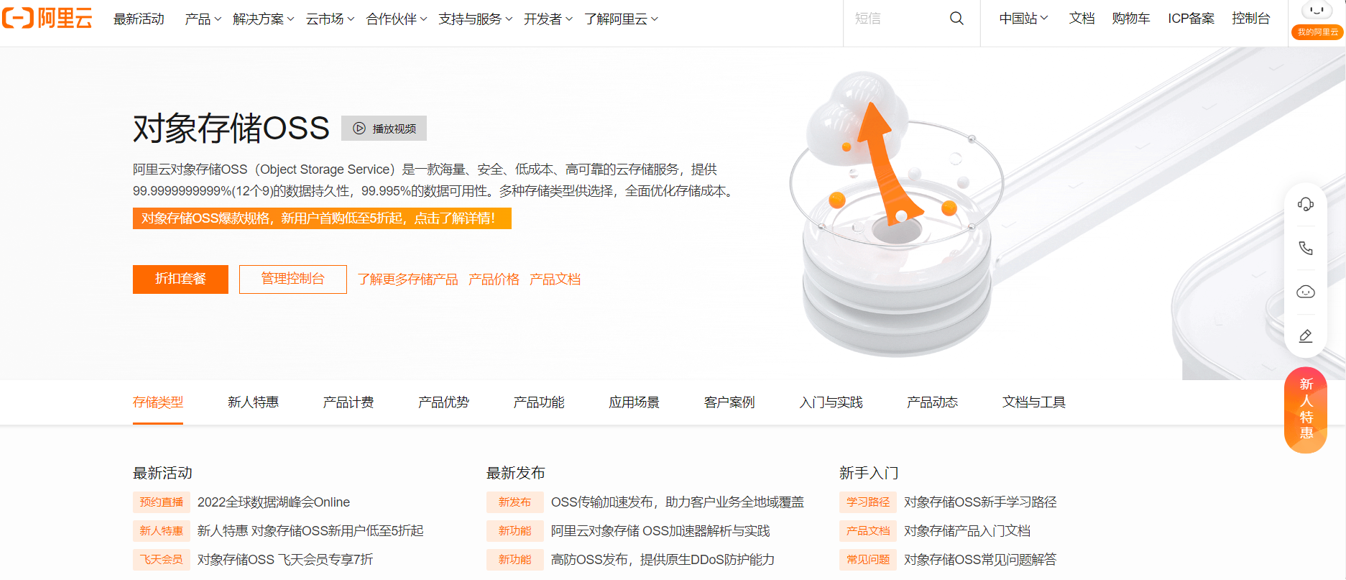 阿里云 最新活动 产品 解决方案 云市场 合作伙伴 支持与服务 开发者 了解阿里云 短信 中国站 文档 购物车 ICP备案 控制台
我的阿里云
对象存储OSS 播放视频
阿里云对象存储OSS（Object Storage Service）是一款海量、安全、低成本、高可靠的云存储服务，提供
99.9999999999%(12个9)的数据持久性，99.995%的数据可用性。多种存储类型供选择，全面优化存储成本。
对象存储OSS爆款规格，新用户首购低至5折起，点击了解详情！
折扣套餐 管理控制台 了解更多存储产品 产品价格 产品文档
新人特惠
存储类型 新人特惠 产品计费 产品优势 产品功能 应用场景 客户案例 入门与实践 产品动态 文档与工具
最新活动 最新发布 新手入门
预约直播 2022全球数据湖峰会Online 新发布 OSS传输加速发布，助力客户业务全地域覆盖 学习路径 对象存储OSS新手学习路径
新人特惠 新人特惠 对象存储OSS新用户低至5折起 新功能 阿里云对象存储 OSS加速器解析与实践 产品文档 对象存储产品入门文档
飞天会员 对象存储OSS 飞天会员专享7折 新功能 高防OSS发布，提供原生DDoS防护能力 常见问题 对象存储OSS常见问题解答